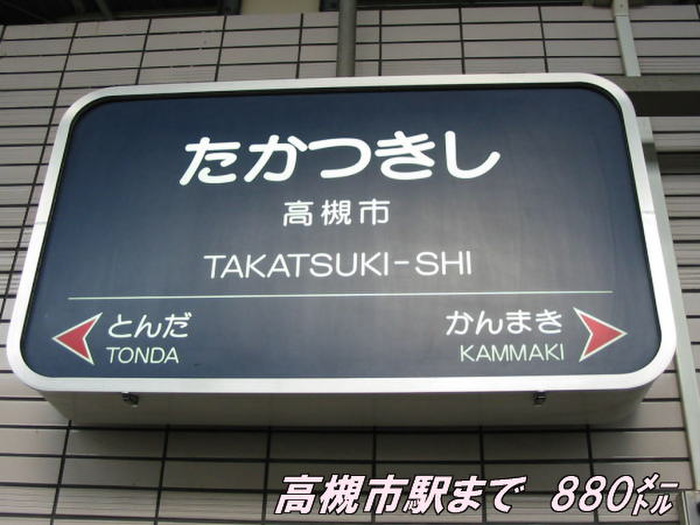 たかつきし
高槻市
TAKATSUKI-SHI
とんだ
TONDA
かんまき
KAMMAKI
高槻市駅まで 880㍍